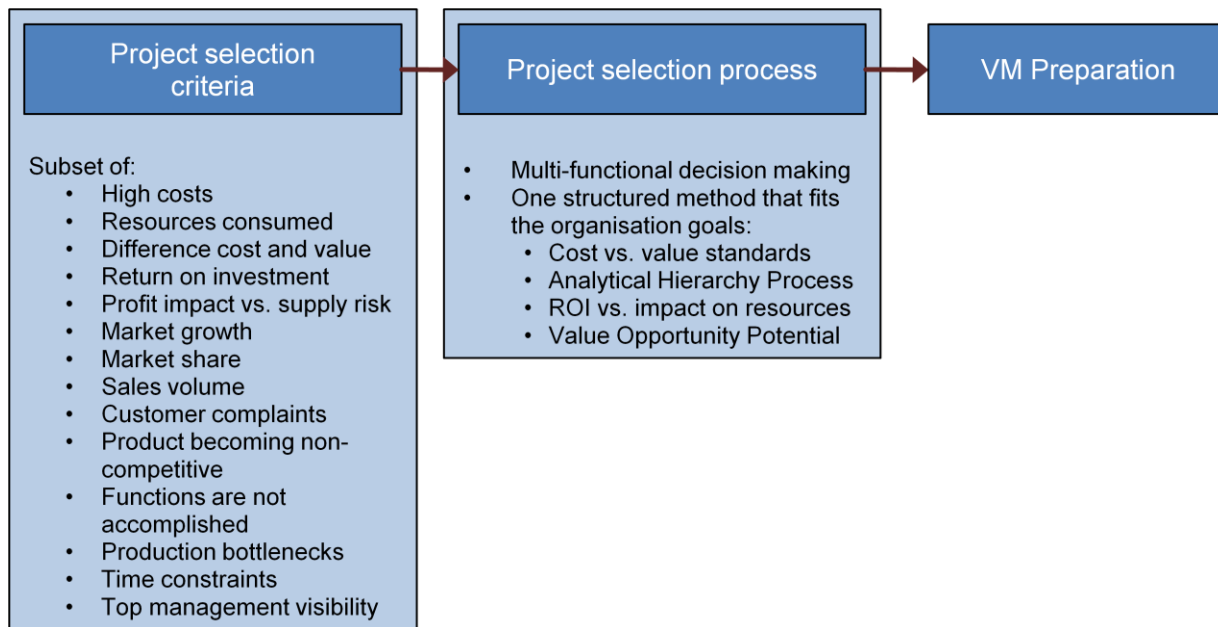 Project selection
criteria
Subset of:
• High costs
• Resources consumed
• Difference cost and value
• Return on investment
• Profit impact vs. supply risk
• Market growth
• Market share
• Sales volume
• Customer complaints
• Product becoming non-
competitive
• Functions are not
accomplished
• Production bottlenecks
• Time constraints
• Top management visibility
Project selection process
• Multi-functional decision making
• One structured method that fits
the organisation goals:
• Cost vs. value standards
• Analytical Hierarchy Process
• ROI vs. impact on resources
• Value Opportunity Potential
VM Preparation